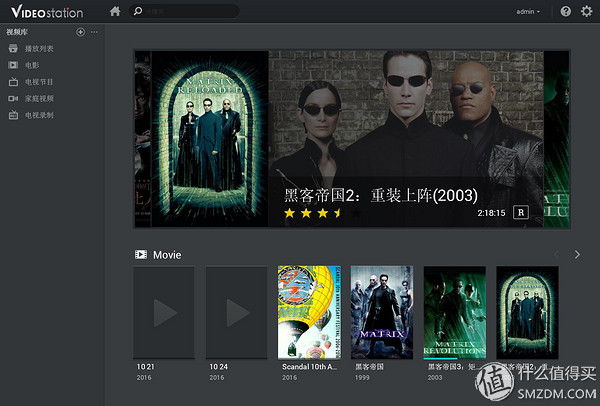 VIDEOstation
admin
视频库
播放列表
电影
电视节目
家庭视频
电视录制
MATRIX
RELOADED
黑客帝国2：重装上阵(2003)
2:18:15 R
Movie
10 21
2016
10 24
2016
Scandal 10th A...
2016
MATRIX
黑客帝国
1999
MATRIX
REVOLUTIONS
黑客帝国3：矩...
2003
黑客帝国2：重...
值 什么值得买
SMZDM.COM